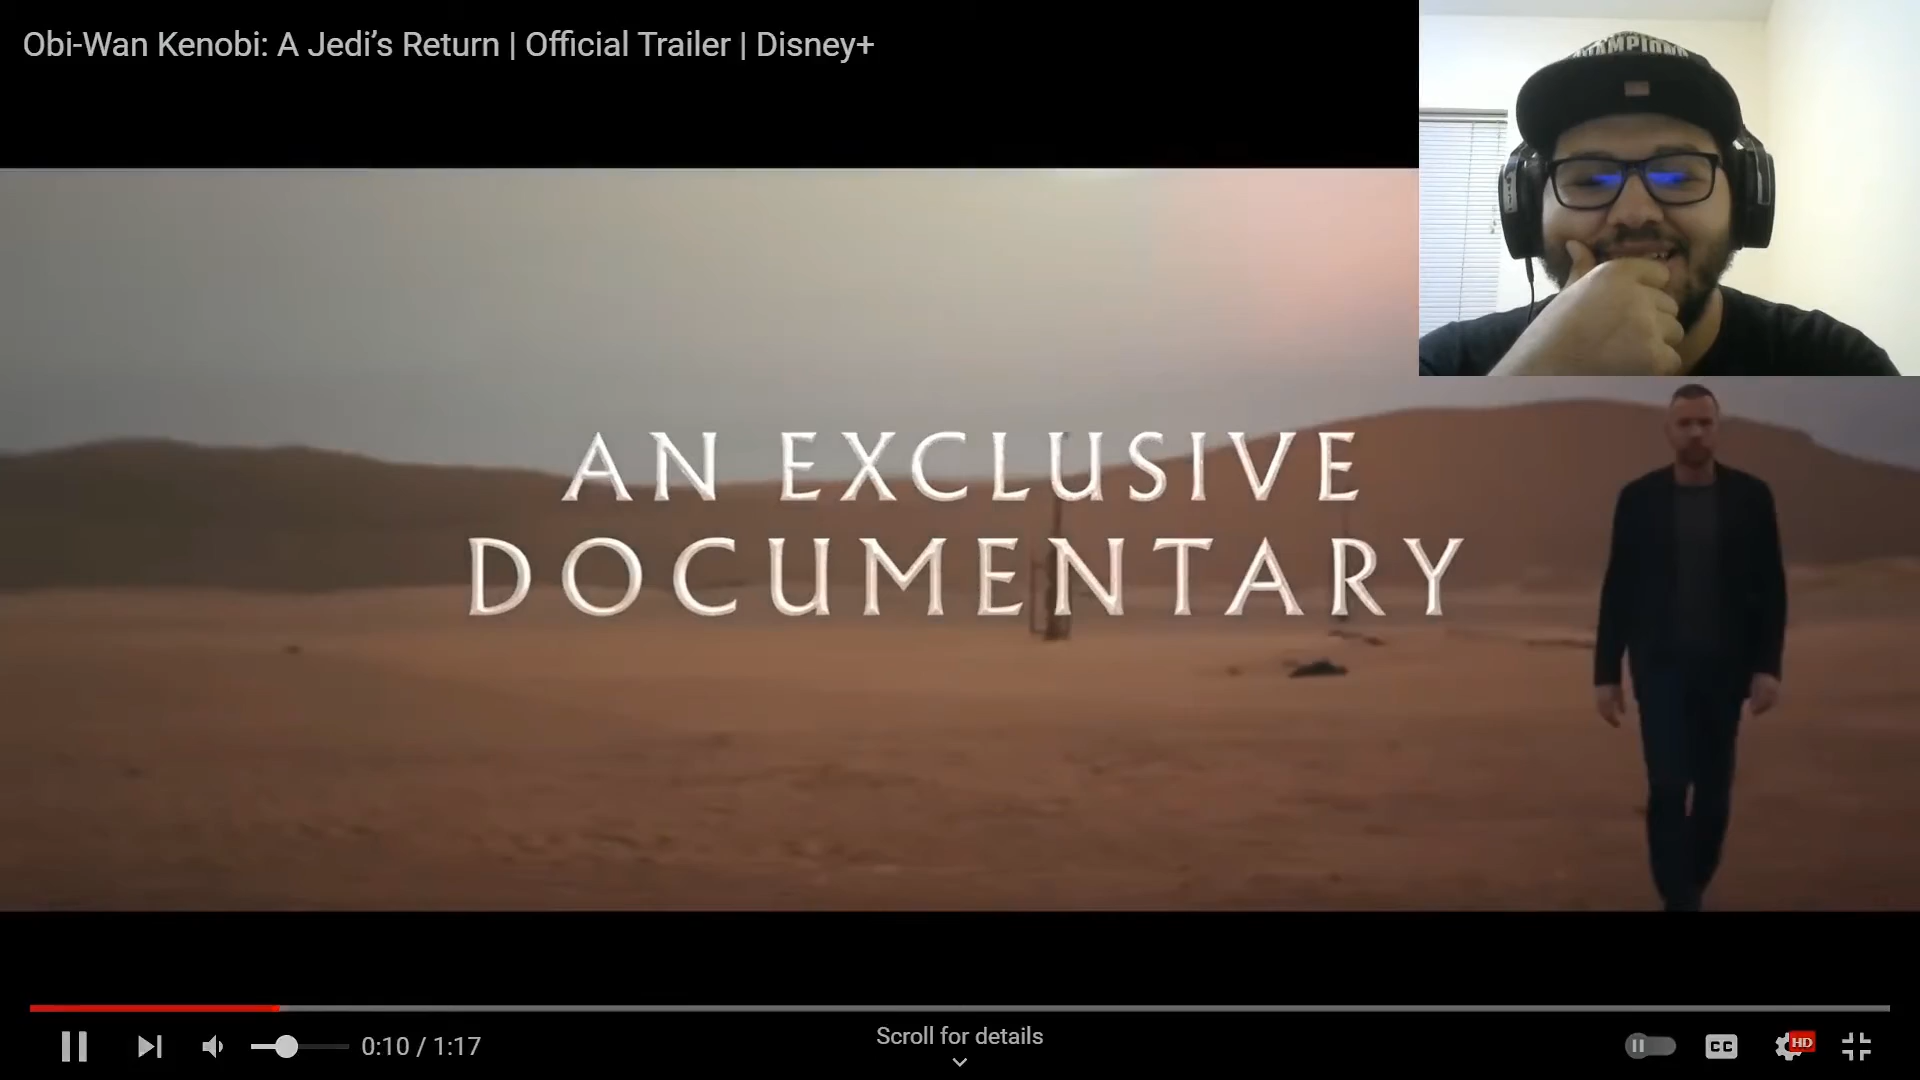 Obi-Wan Kenobi: A Jedi’s Return | Official Trailer | Disney+
AN EXCLUSIVE
DOCUMENTARY
0:10 / 1:17
Scroll for details
CC
HD